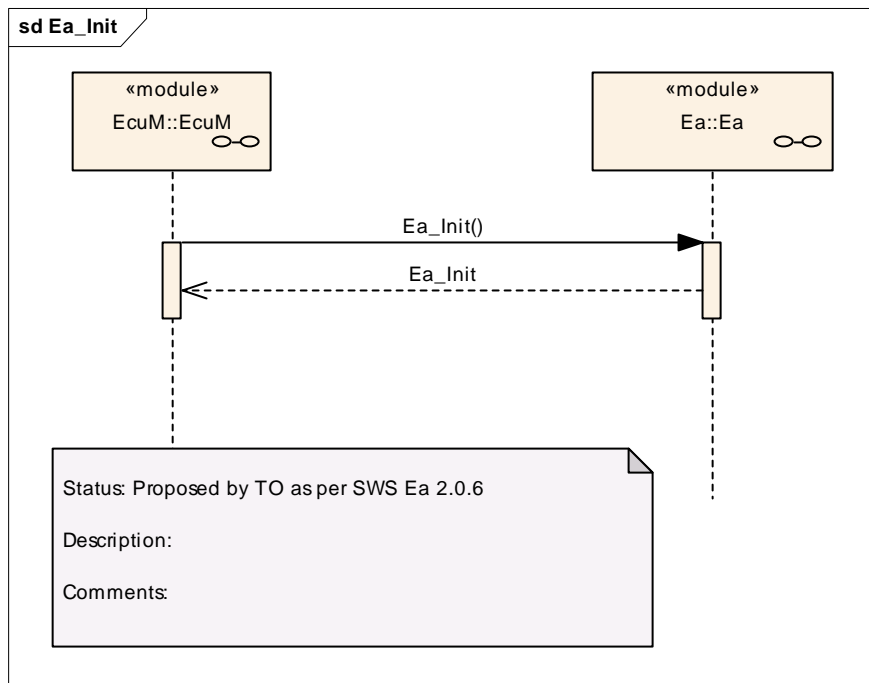 sd Ea_Init
«module»
EcuM::EcuM
«module»
Ea::Ea
Ea_Init()
Ea_Init
Status: Proposed by TO as per SWS Ea 2.0.6
Description:
Comments: